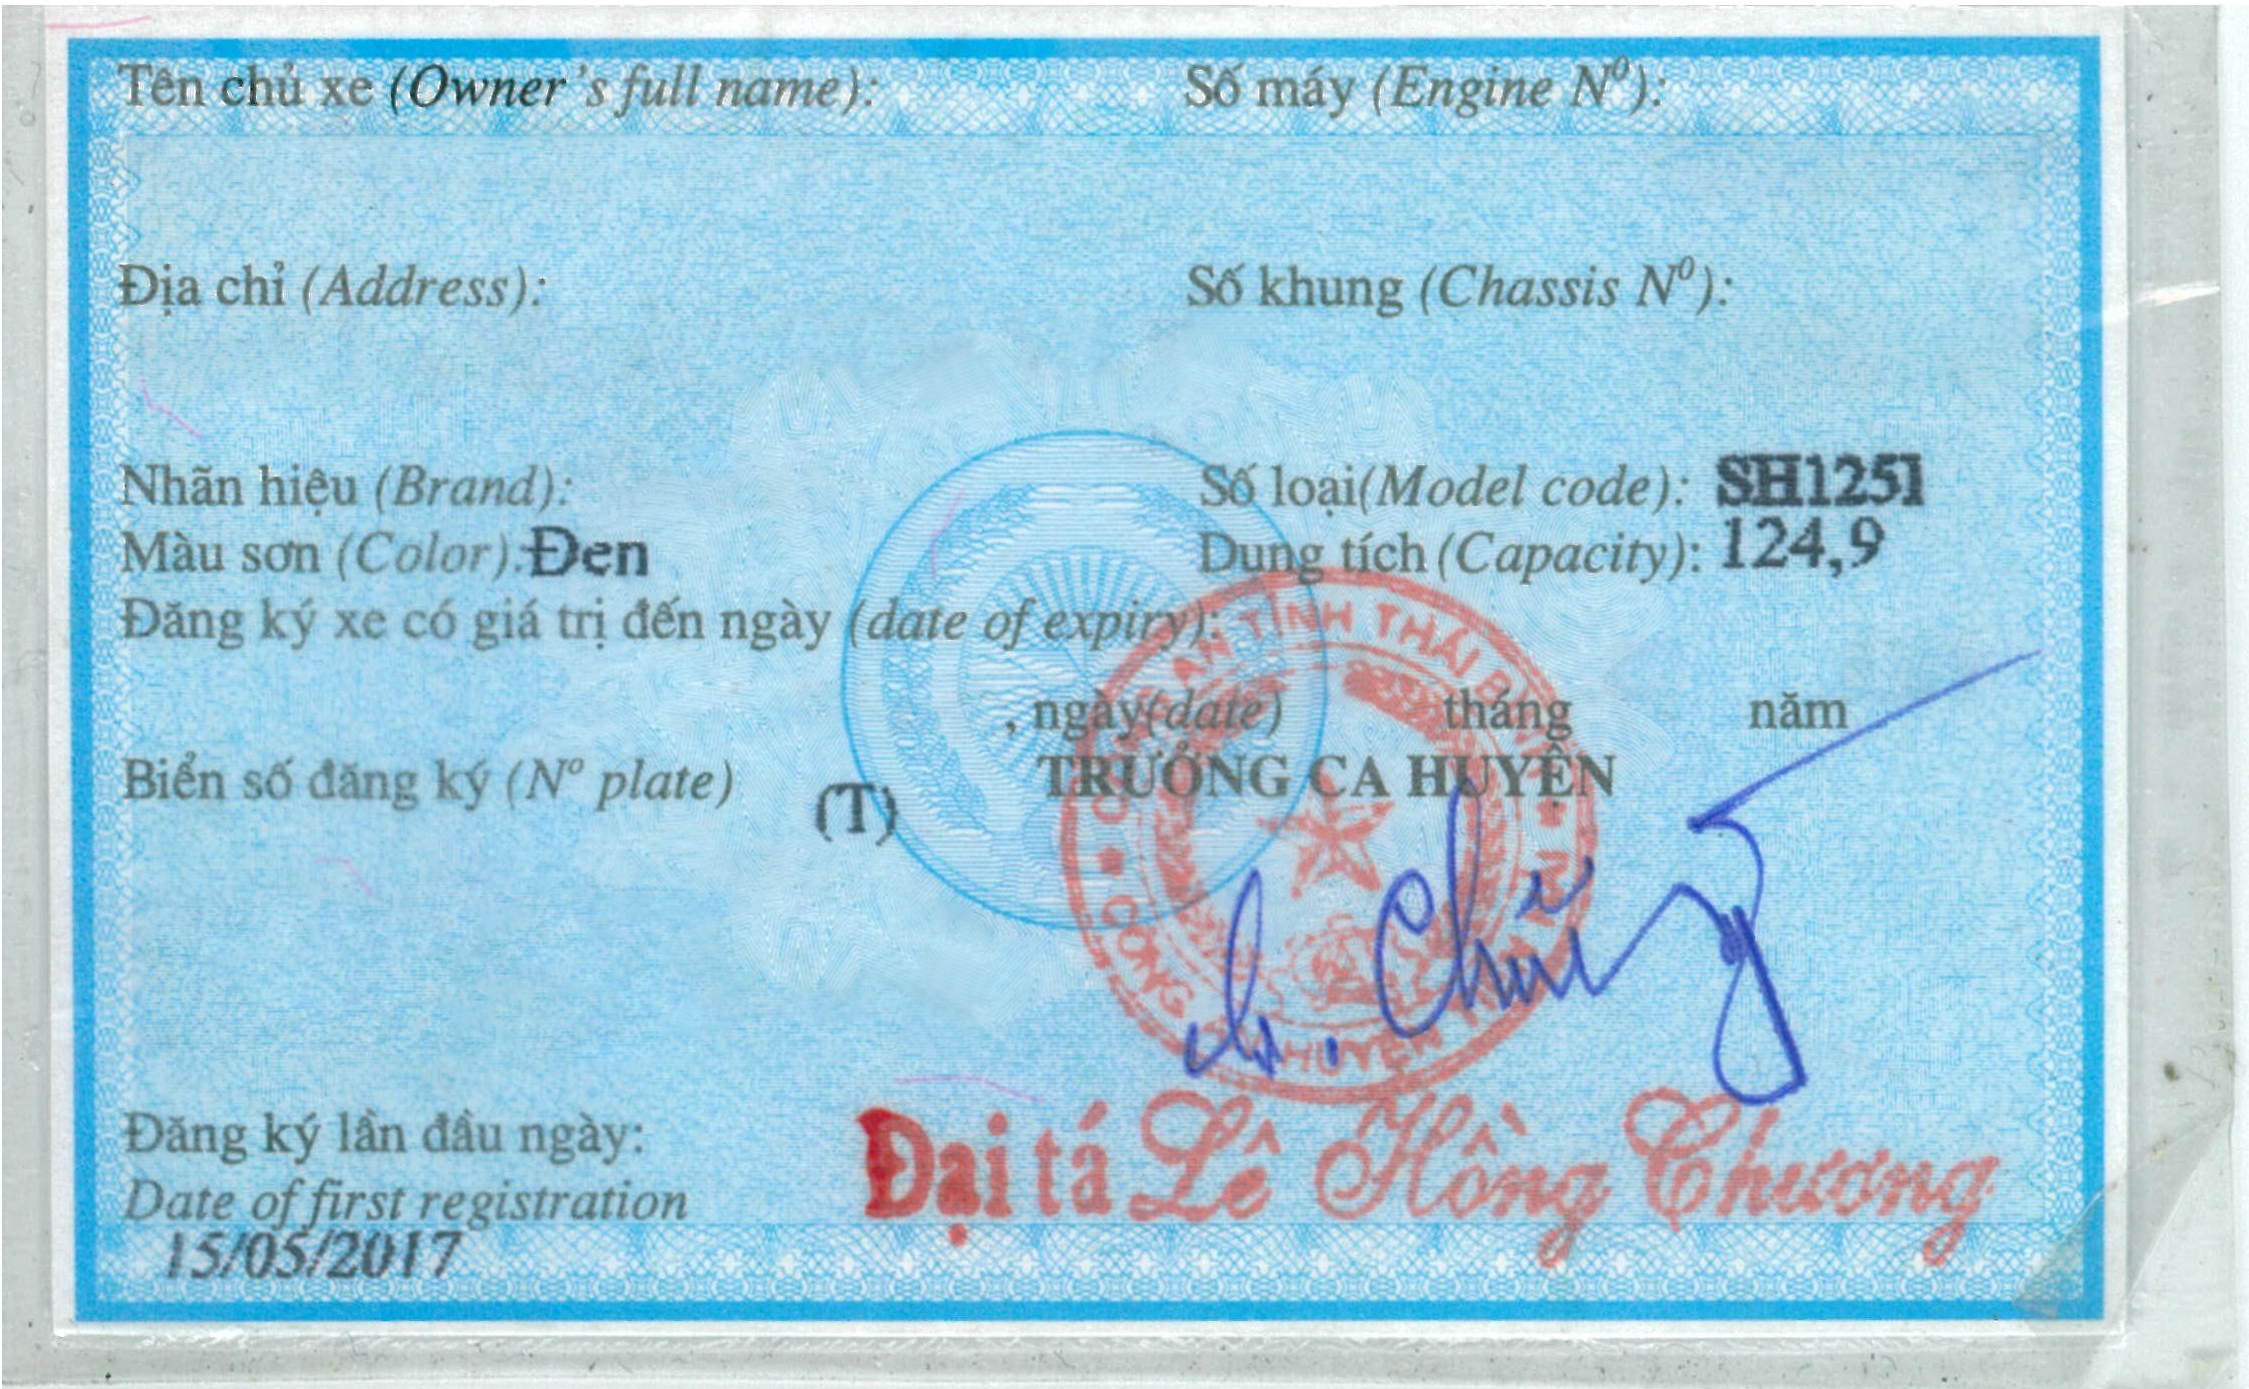 Tên chủ xe (Owner's full name):
Số máy (Engine Nº):
Địa chỉ (Address):
Số khung (Chassis Nº):
Nhãn hiệu (Brand):
Số loại(Model code): SH125I
Màu sơn (Color):Đen
Dung tích (Capacity): 124,9
Đăng ký xe có giá trị đến ngày (date of expiry):
, ngày(date) tháng năm
Biển số đăng ký (Nº plate) (T)
TRƯỞNG CA HUYỆN
CÔNG AN TỈNH THÁI BÌNH
CÔNG HUYỆN
Đại tá Lê Hồng Chương
Đăng ký lần đầu ngày:
Date of first registration
15/05/2017